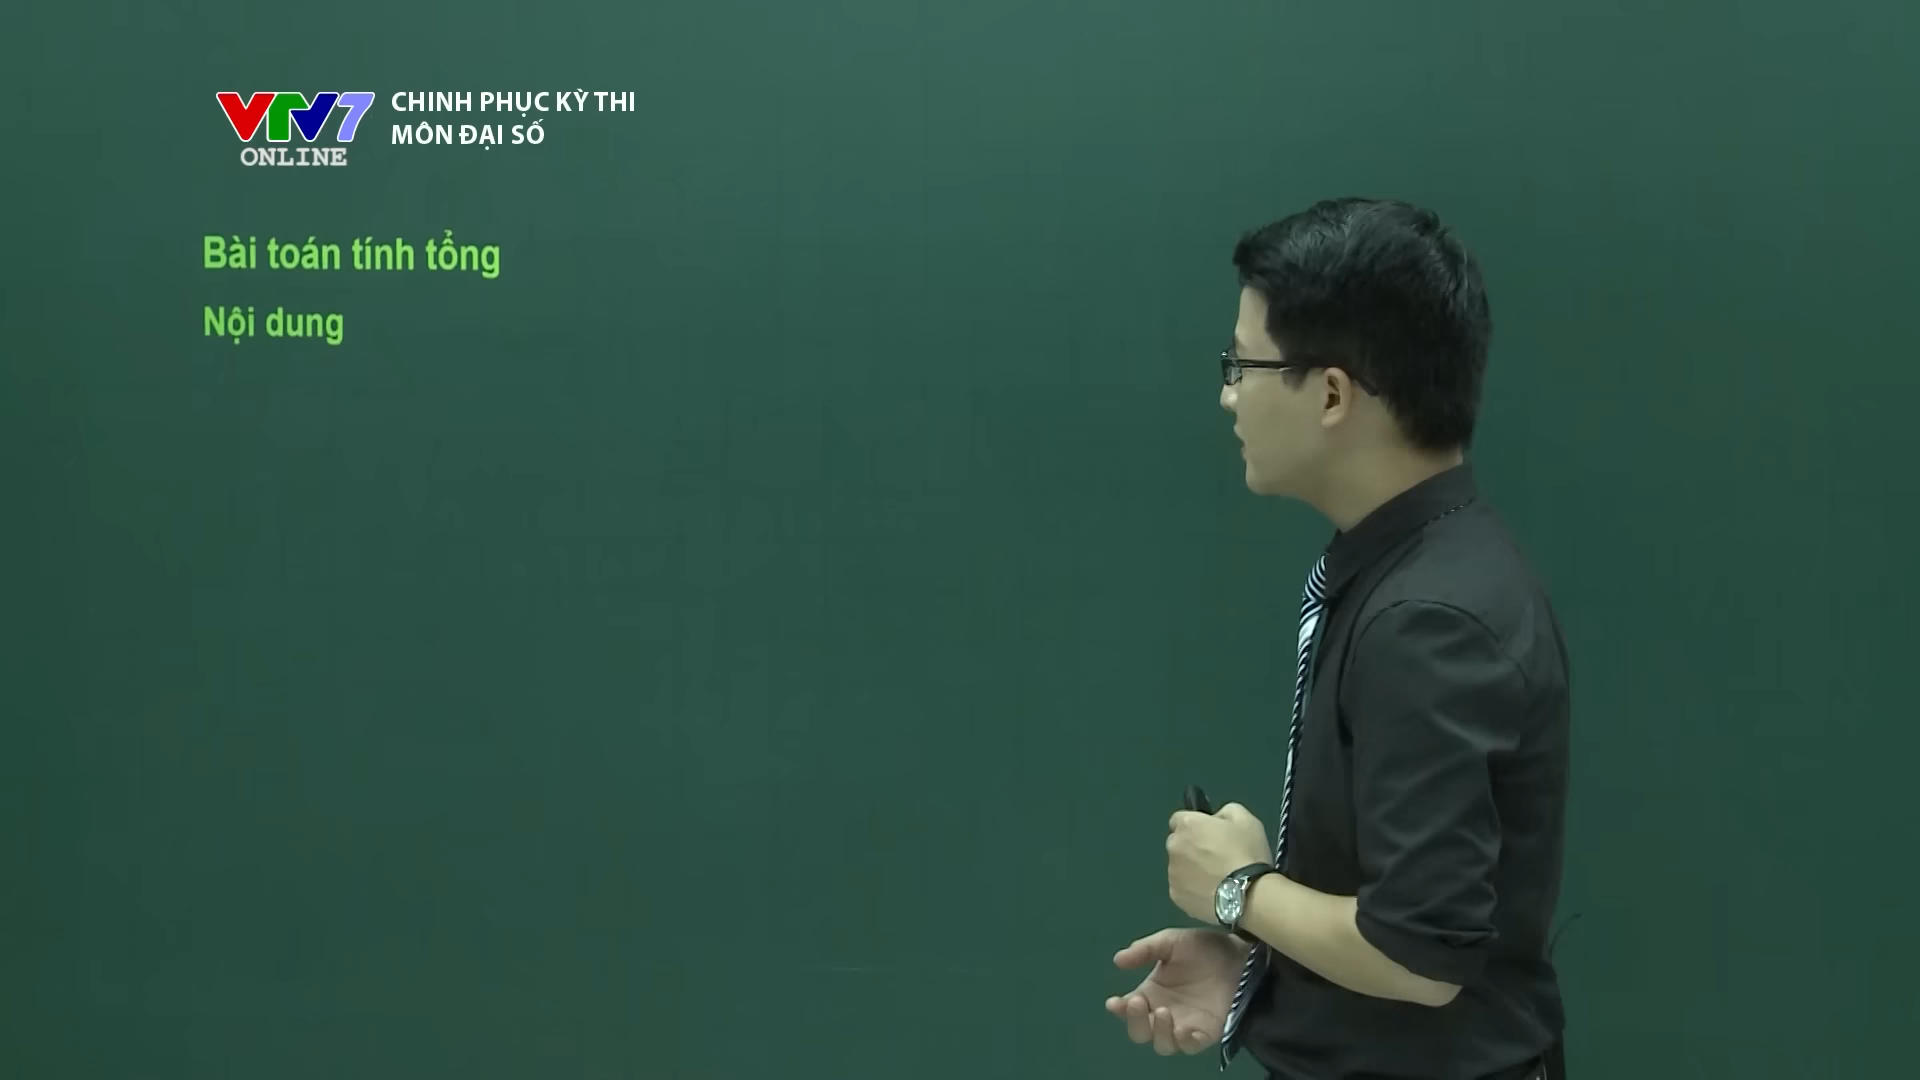 VTV7
ONLINE
CHINH PHỤC KỲ THI
MÔN ĐẠI SỐ
Bài toán tính tổng
Nội dung